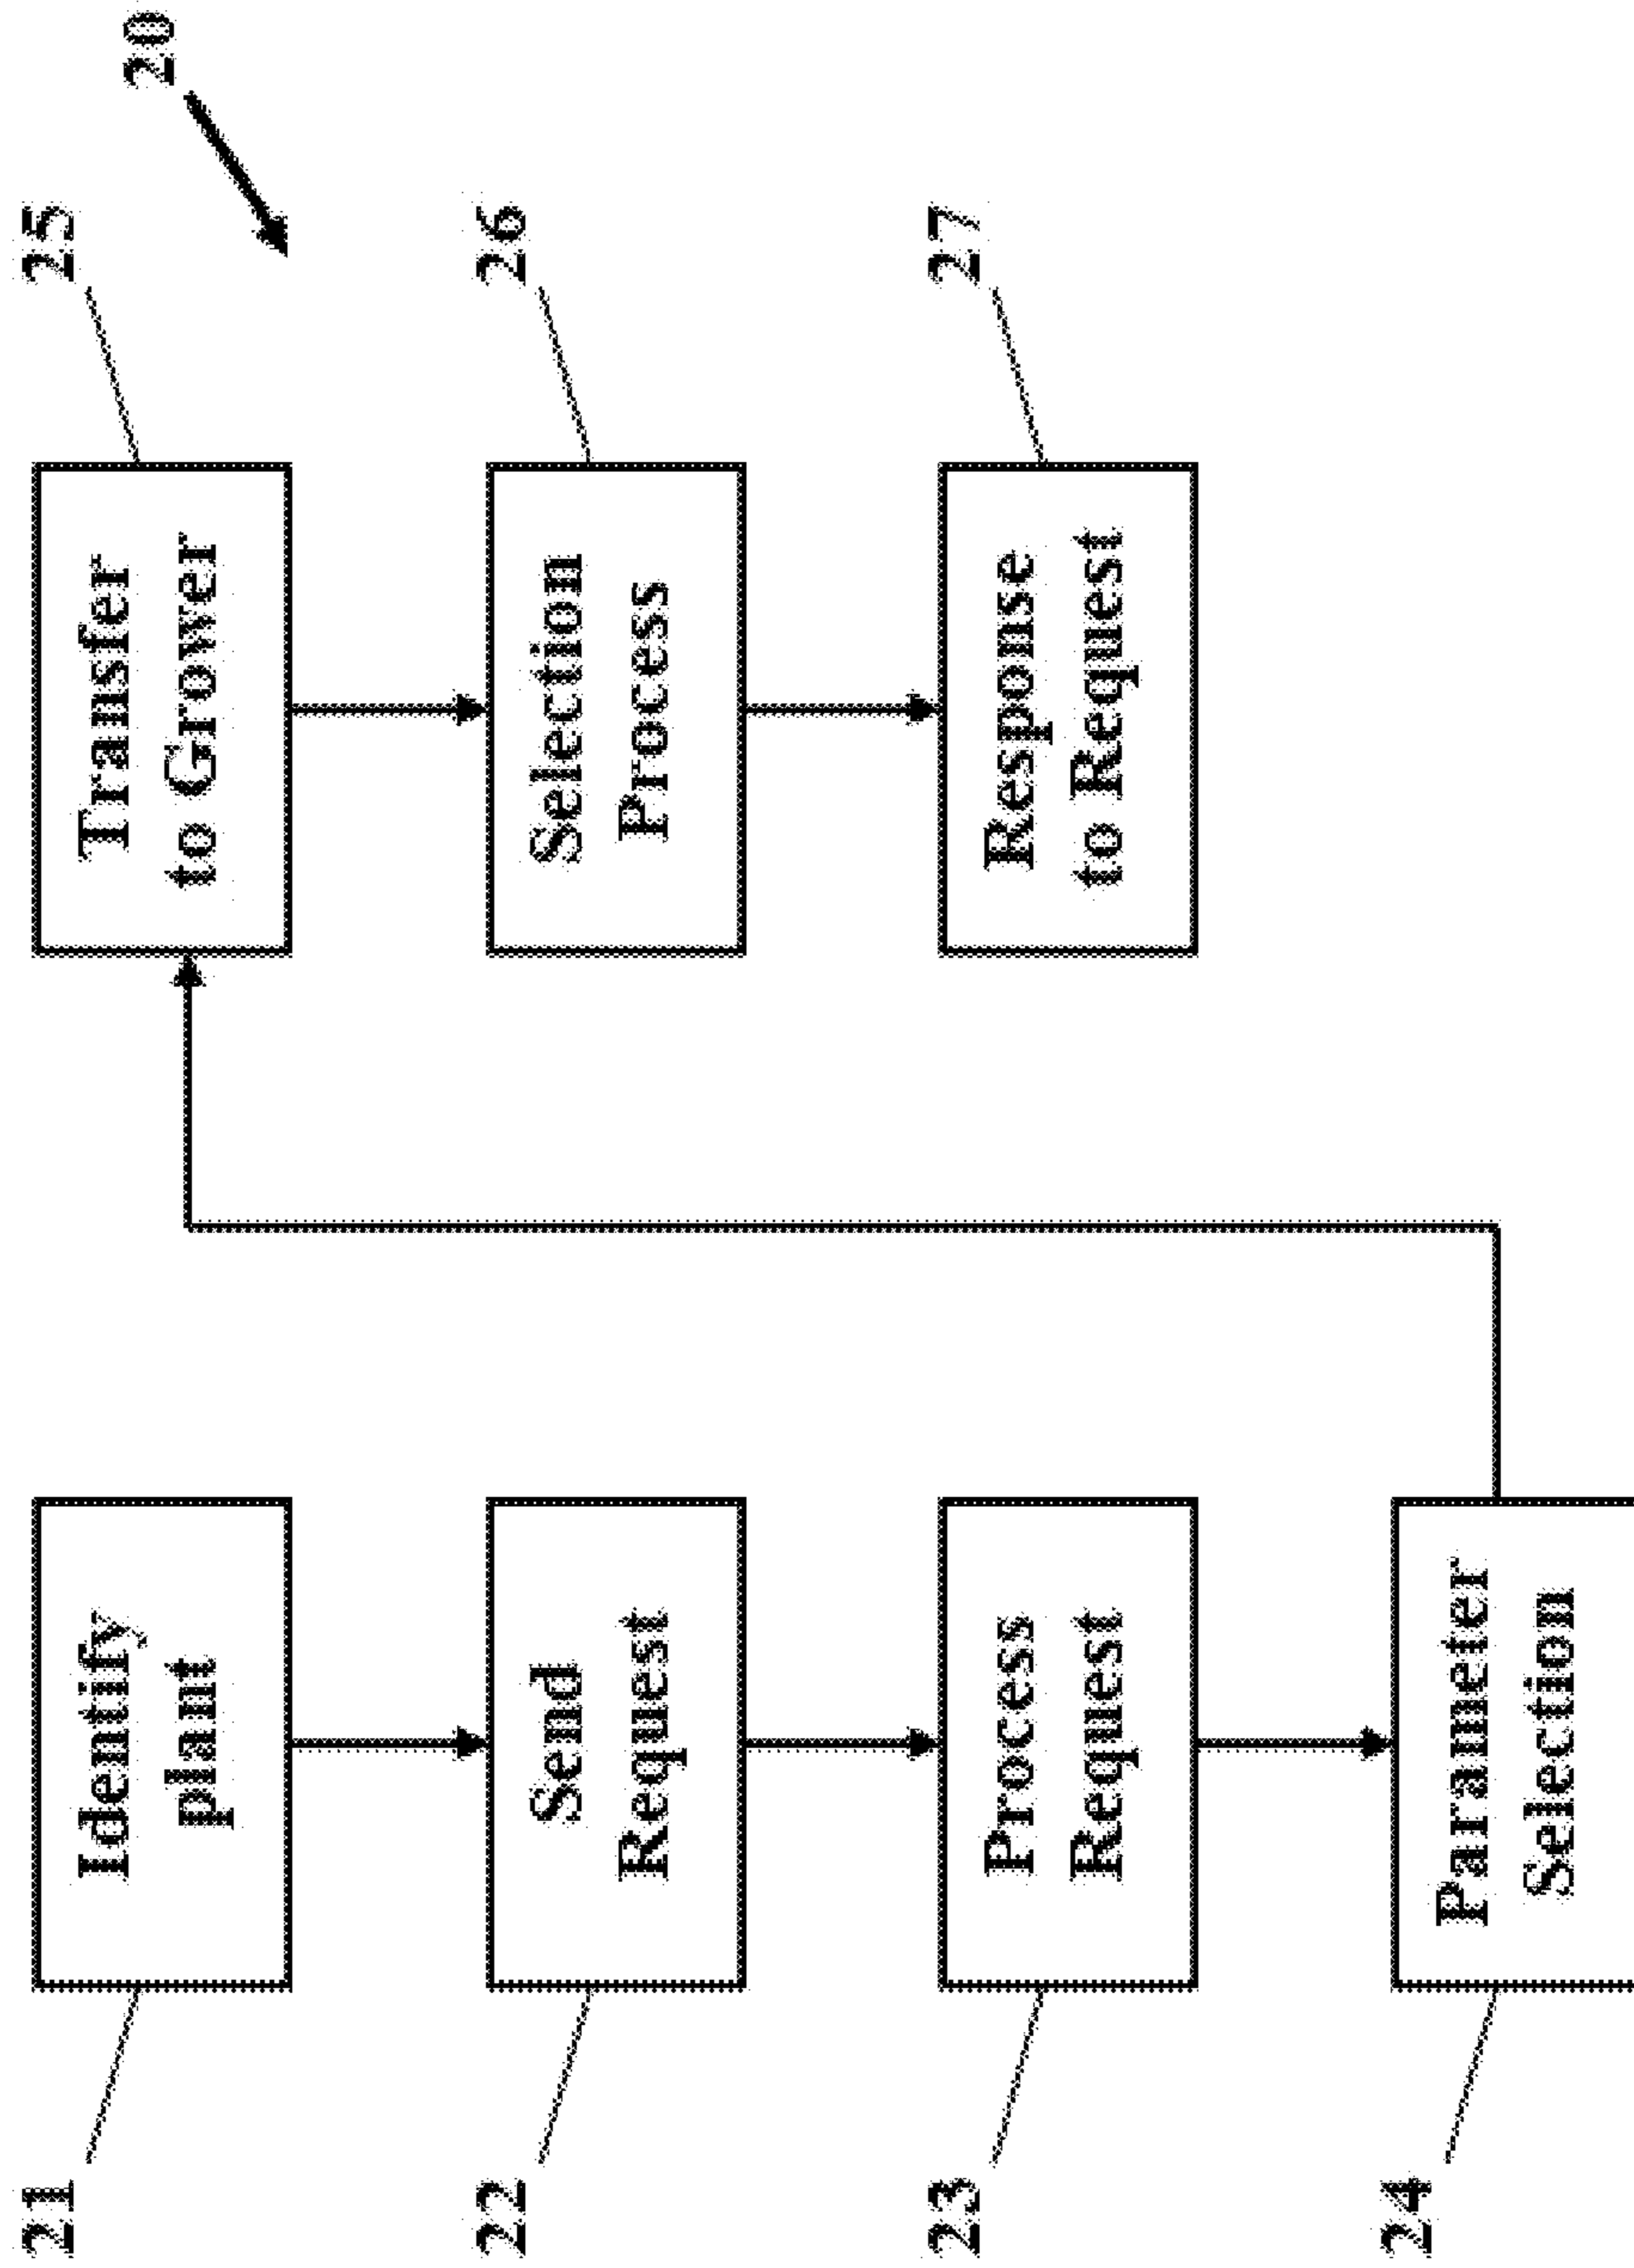 20
21
Identify
plant
22
Send
Request
23
Process
Request
24
Parameter
Selection
25
Transfer
to Grower
26
Selection
Process
27
Response
to Request